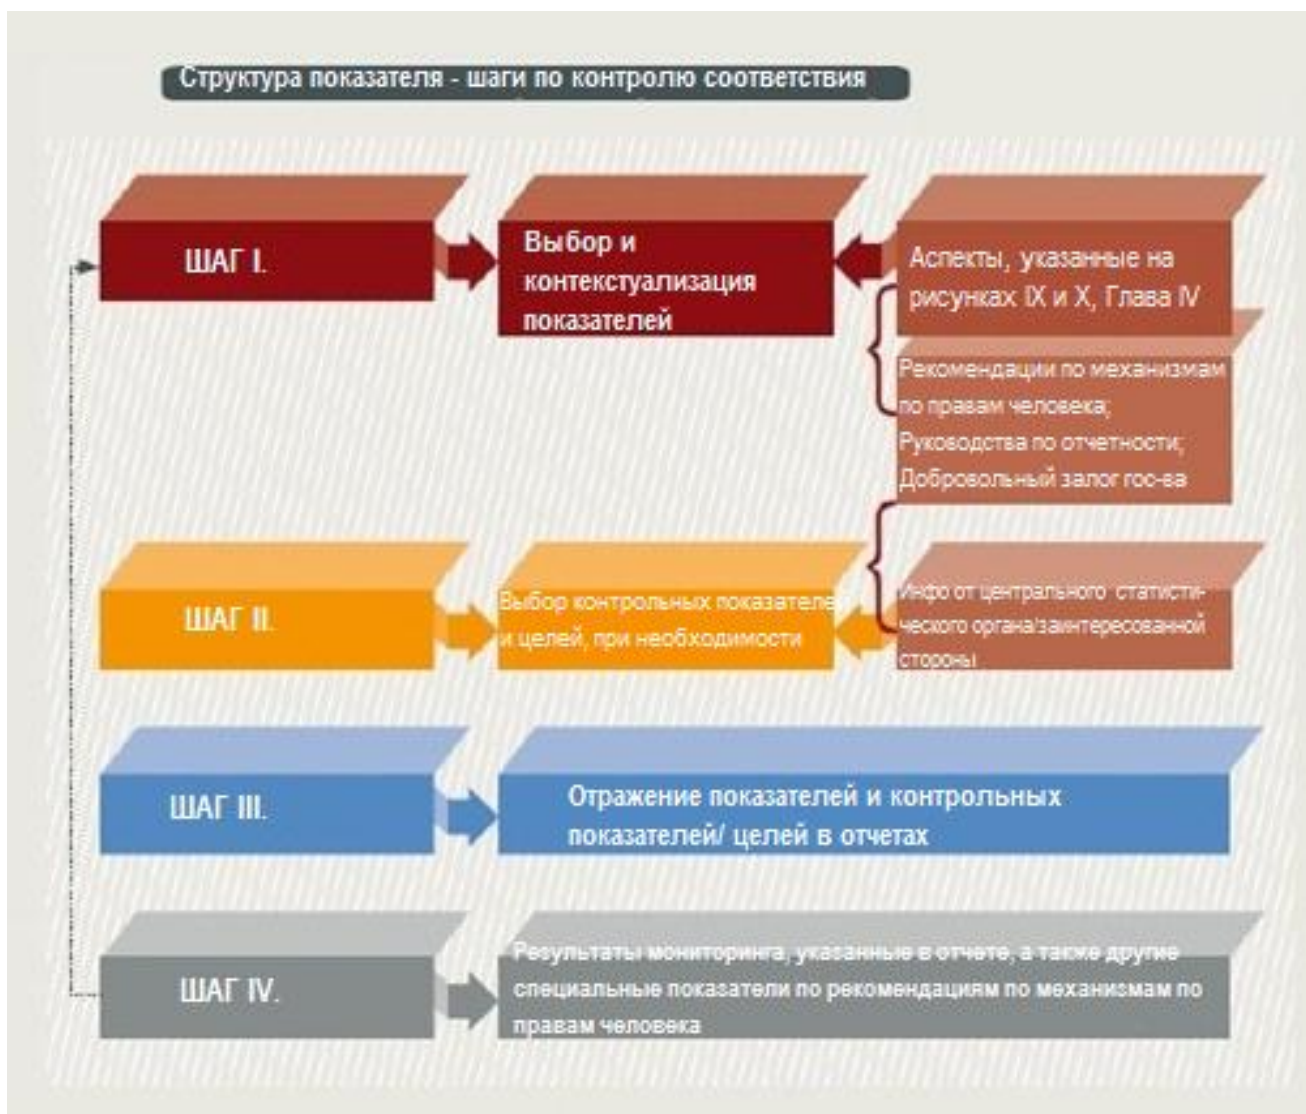 Структура показателя - шаги по контролю соответствия
ШАГ I.
Выбор и
контекстуализация
показателей
Аспекты, указанные на
рисунках IX и X, Глава IV
Рекомендации по механизмам
по правам человека;
Руководства по отчетности;
Добровольный залог гос-ва
ШАГ II.
Выбор контрольных показателей
и целей, при необходимости
Инфо от центрального статисти-
ческого органа/заинтересованной
стороны
ШАГ III.
Отражение показателей и контрольных
показателей/ целей в отчетах
ШАГ IV.
Результаты мониторинга, указанные в отчете, а также другие
специальные показатели по рекомендациям по механизмам по
правам человека